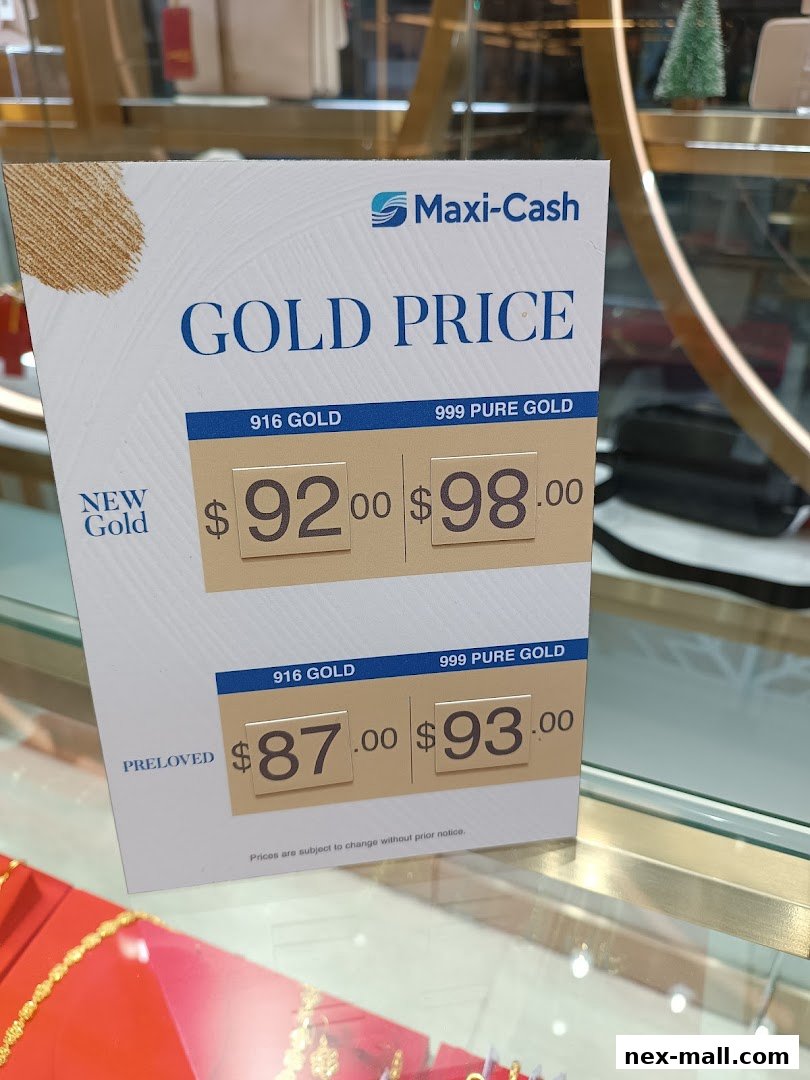 Maxi-Cash
GOLD PRICE
916 GOLD 999 PURE GOLD
NEW
Gold
$ 92 00 $ 98 .00
916 GOLD 999 PURE GOLD
PRELOVED $ 87 .00 $ 93 .00
Prices are subject to change without prior notice.
nex-mall.com